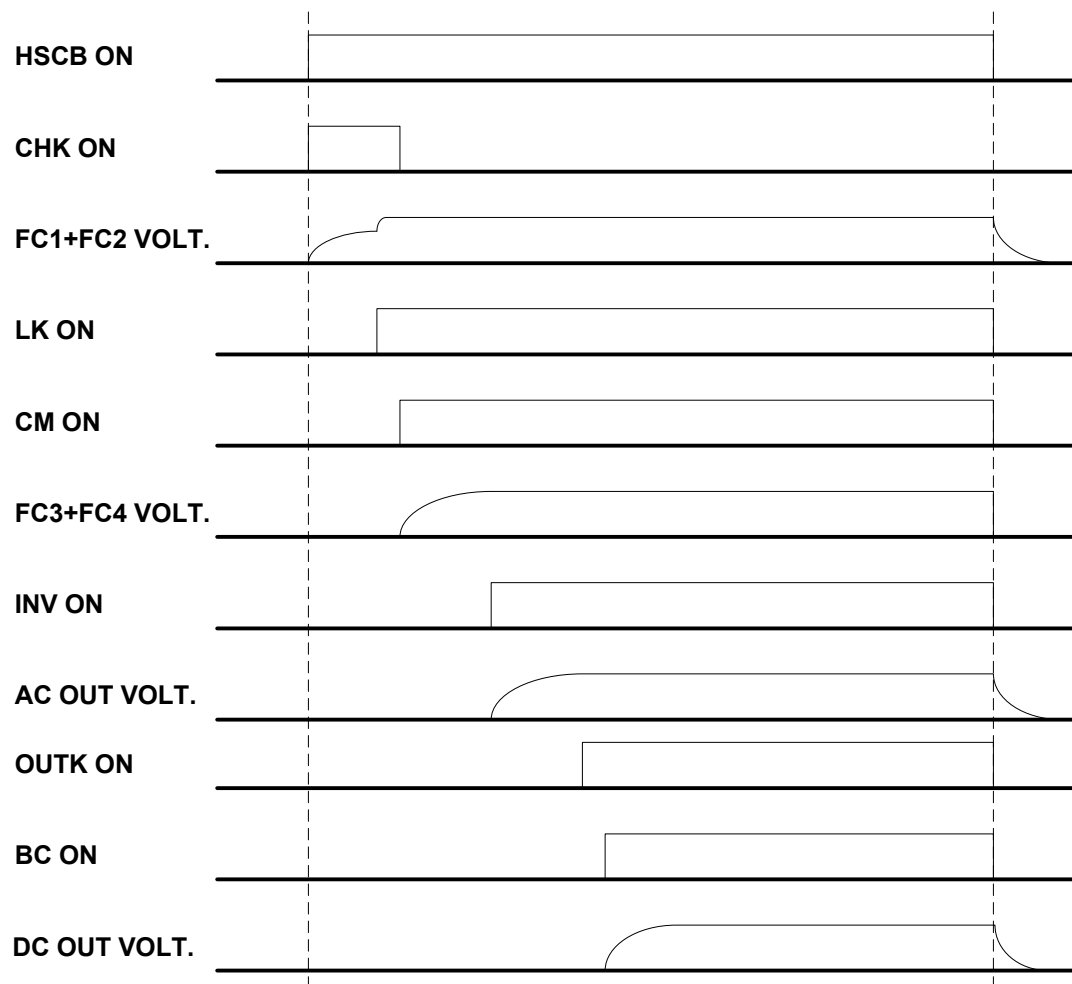 HSCB ON
CHK ON
FC1+FC2 VOLT.
LK ON
CM ON
FC3+FC4 VOLT.
INV ON
AC OUT VOLT.
OUTK ON
BC ON
DC OUT VOLT.